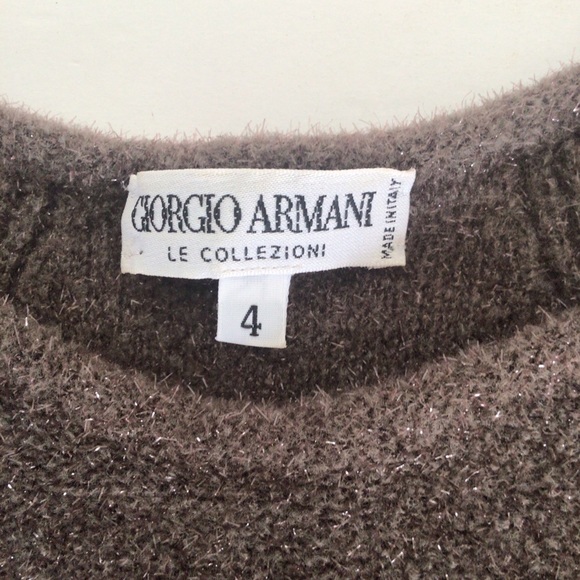 GIORGIO ARMANI
LE COLLEZIONI
MADE IN ITALY
4